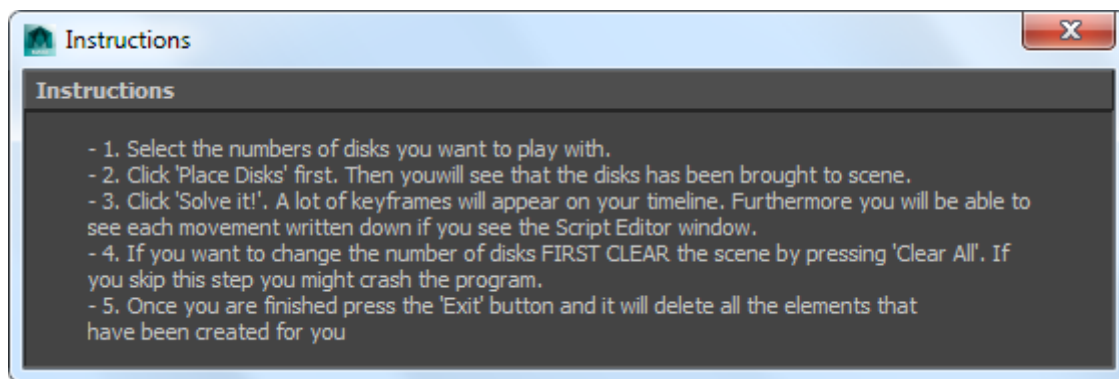 Instructions
Instructions
- 1. Select the numbers of disks you want to play with.
- 2. Click 'Place Disks' first. Then youwill see that the disks has been brought to scene.
- 3. Click 'Solve it!'. A lot of keyframes will appear on your timeline. Furthermore you will be able to
see each movement written down if you see the Script Editor window.
- 4. If you want to change the number of disks FIRST CLEAR the scene by pressing 'Clear All'. If
you skip this step you might crash the program.
- 5. Once you are finished press the 'Exit' button and it will delete all the elements that
have been created for you